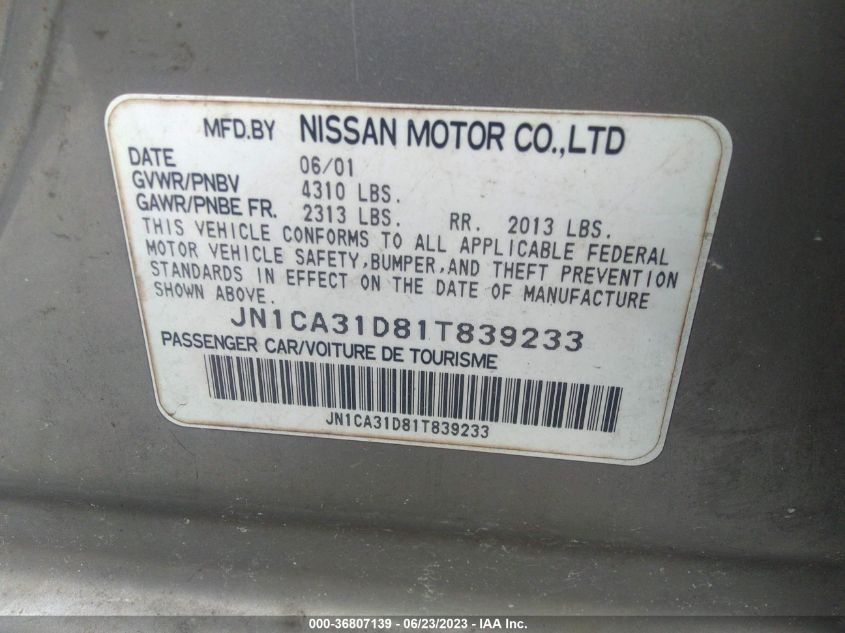 MFD.BY NISSAN MOTOR CO.,LTD
DATE 06/01
GVWR/PNBV 4310 LBS.
GAWR/PNBE FR. 2313 LBS. RR. 2013 LBS.
THIS VEHICLE CONFORMS TO ALL APPLICABLE FEDERAL
MOTOR VEHICLE SAFETY,BUMPER,AND THEFT PREVENTION
STANDARDS IN EFFECT ON THE DATE OF MANUFACTURE
SHOWN ABOVE.
JN1CA31D81T839233
PASSENGER CAR/VOITURE DE TOURISME
JN1CA31D81T839233
000-36807139 - 06/23/2023 - IAA Inc.